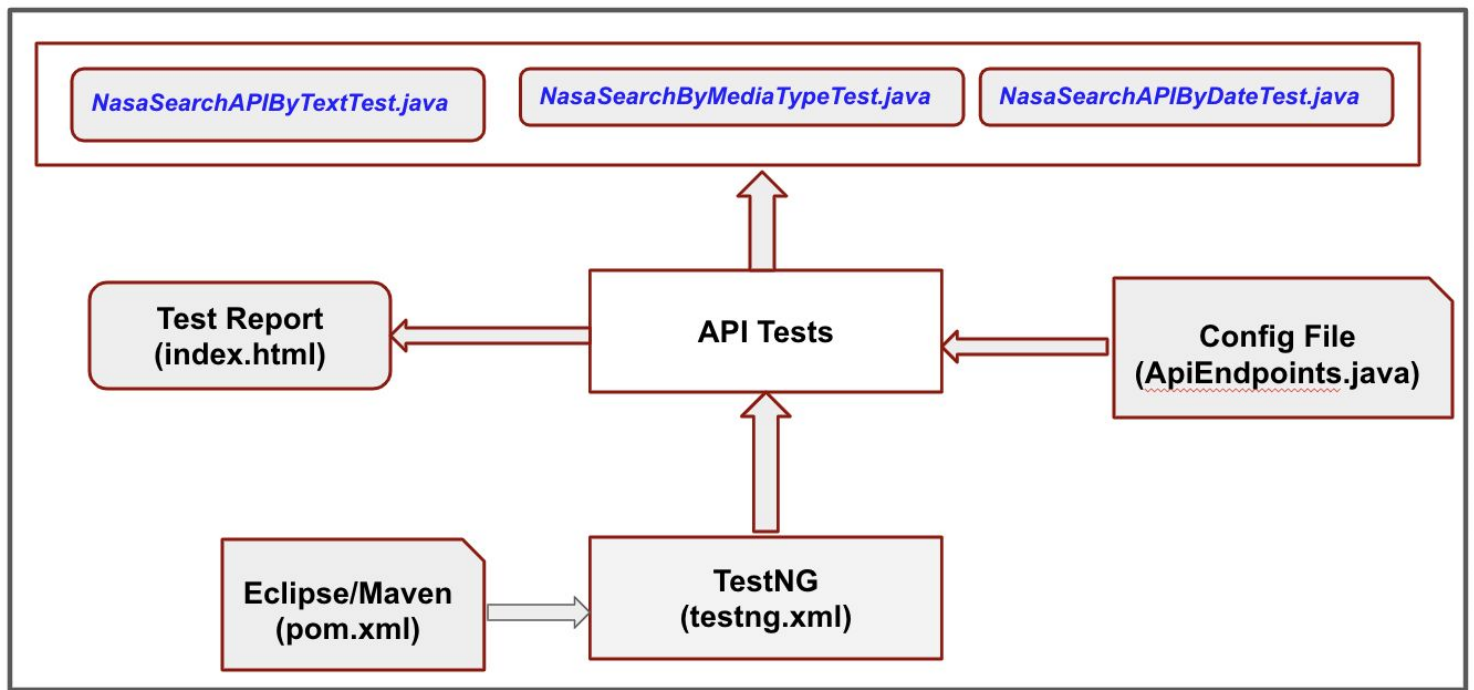 NasaSearchAPIByTextTest.java
NasaSearchByMediaTypeTest.java
NasaSearchAPIByDateTest.java
Test Report
(index.html)
API Tests
Config File
(ApiEndpoints.java)
Eclipse/Maven
(pom.xml)
TestNG
(testng.xml)